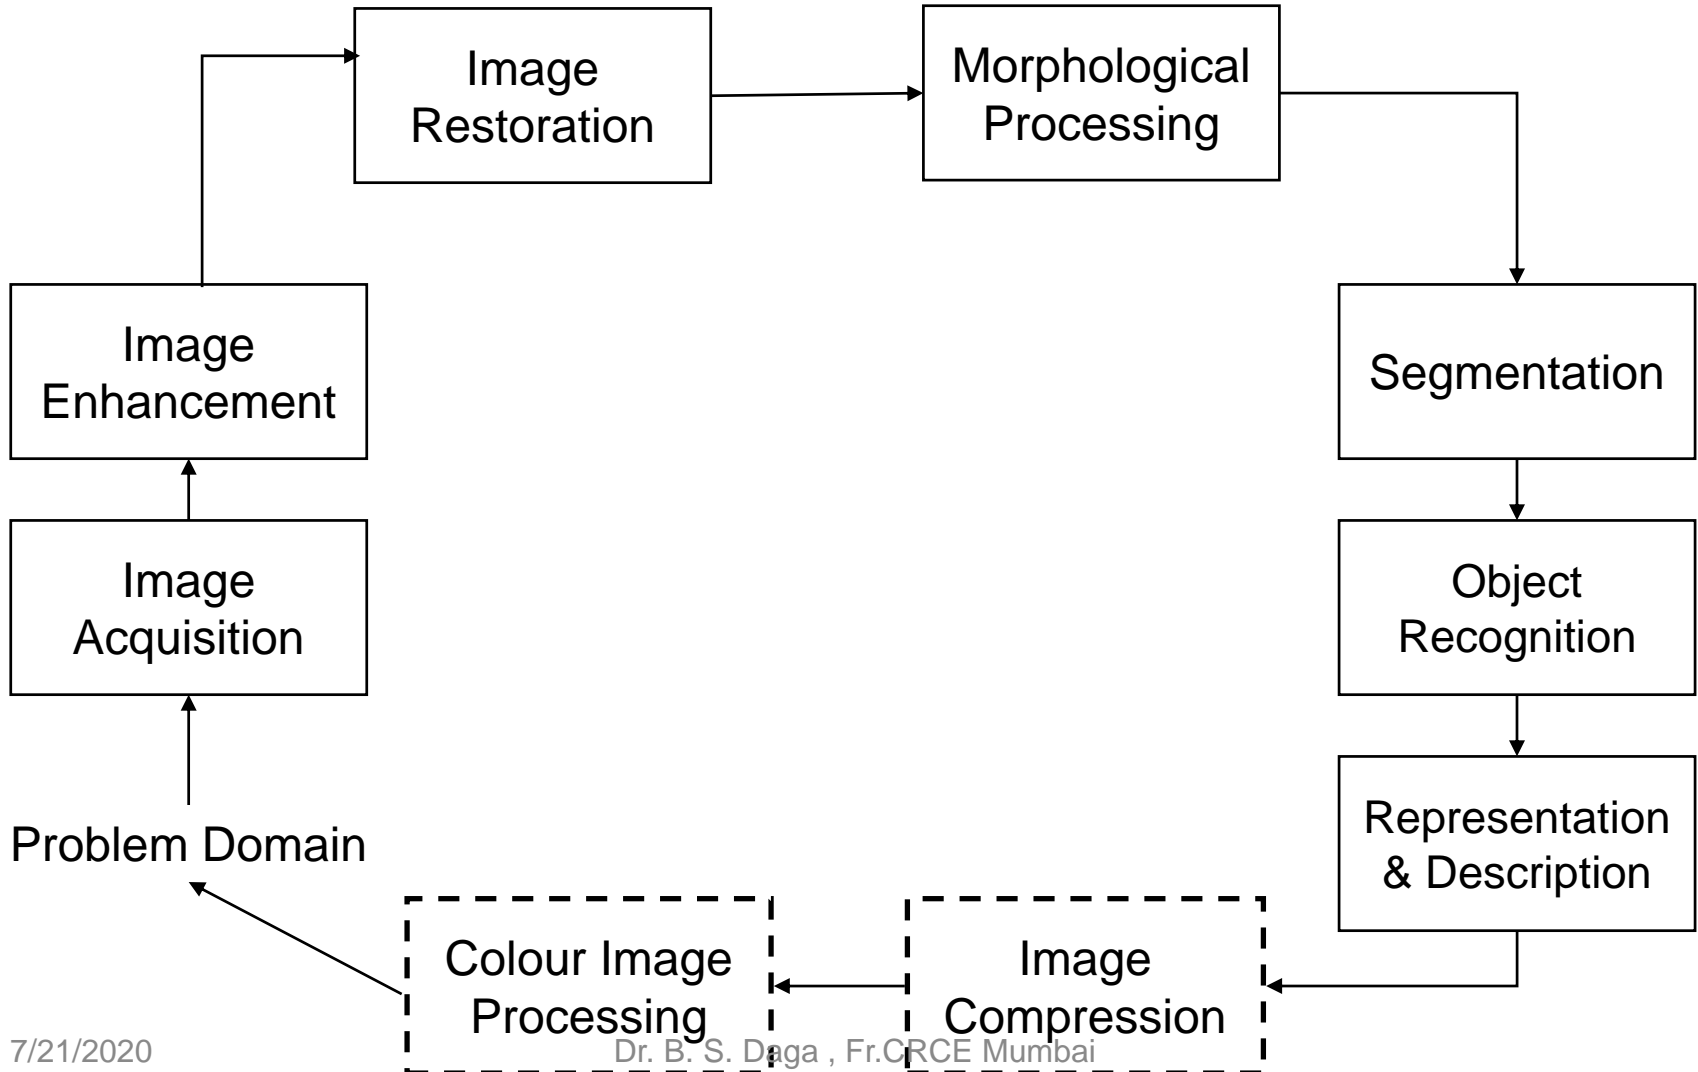 Image
Restoration
Morphological
Processing
Image
Enhancement
Segmentation
Image
Acquisition
Object
Recognition
Problem Domain
Representation
& Description
Colour Image
Processing
Image
Compression
7/21/2020
Dr. B. S. Daga , Fr.CRCE Mumbai